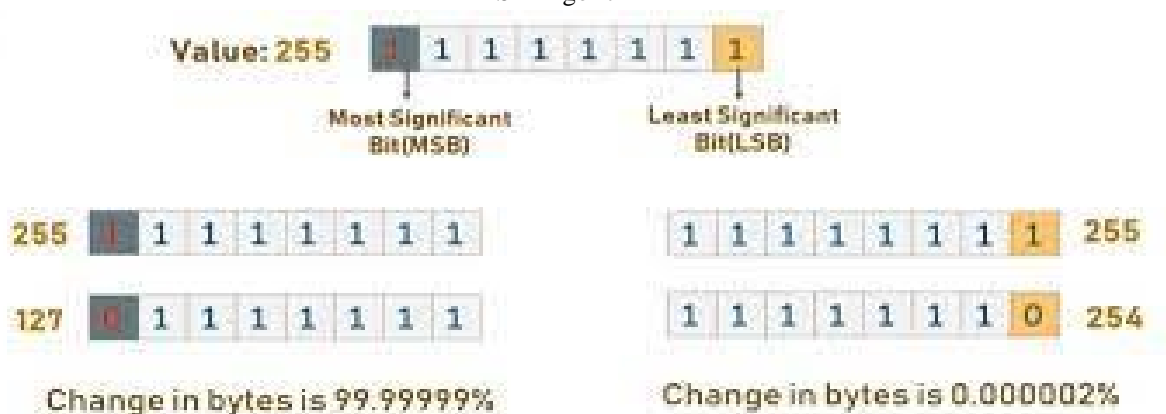 Value: 255 1 1 1 1 1 1 1 1
Most Significant Bit(MSB)
Least Significant Bit(LSB)
255 1 1 1 1 1 1 1 1
1 1 1 1 1 1 1 1 255
127 0 1 1 1 1 1 1 1
1 1 1 1 1 1 1 0 254
Change in bytes is 99.99999%
Change in bytes is 0.000002%